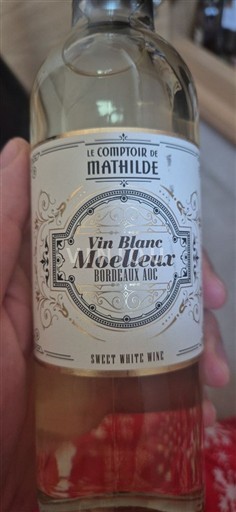 LE COMPTOIR DE
MATHILDE
Vin Blanc
Moelleux
BORDEAUX AOC
SWEET WHITE WINE